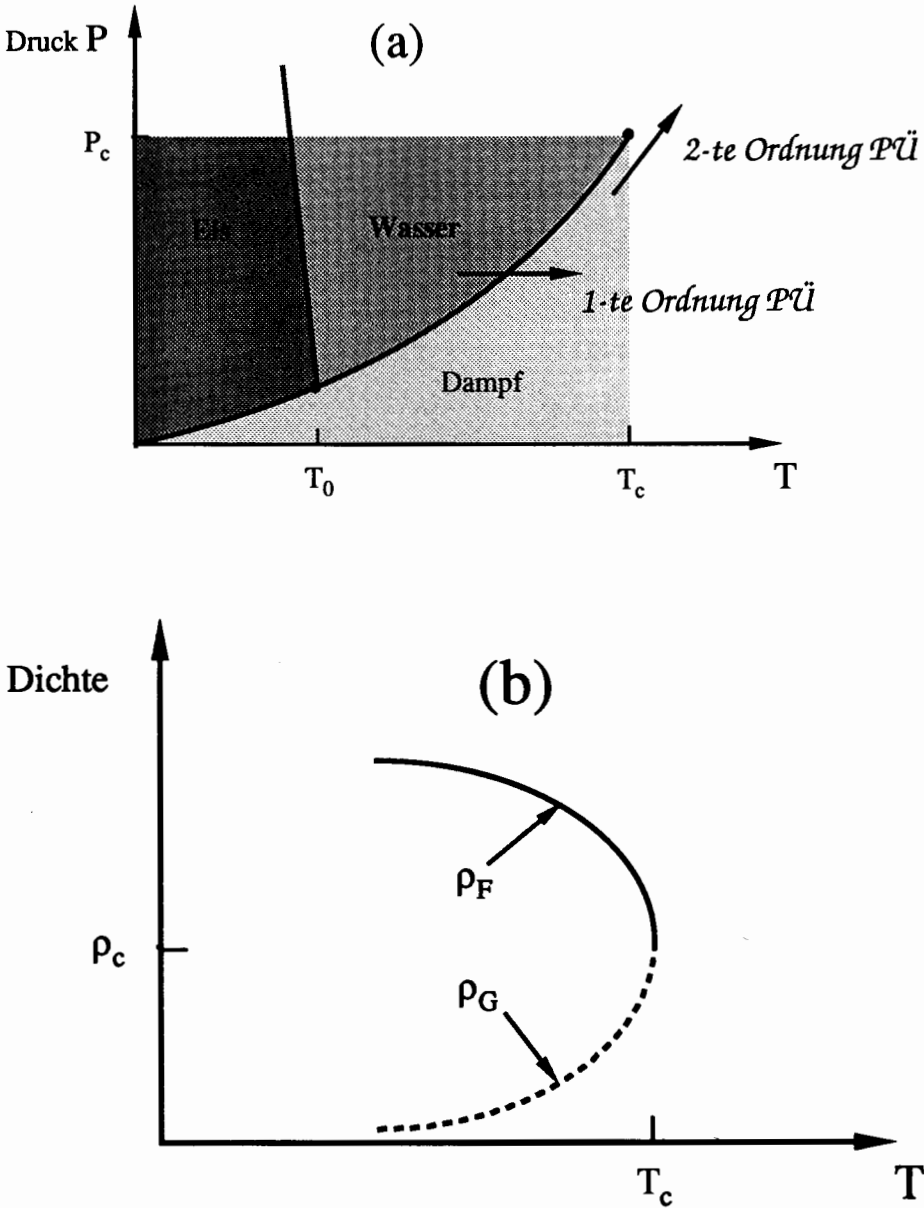 (a)
Druck P
P_c
Eis
Wasser
2-te Ordnung PÜ
1-te Ordnung PÜ
Dampf
T_0
T_c
T
(b)
Dichte
ρ_F
ρ_c
ρ_G
T_c
T